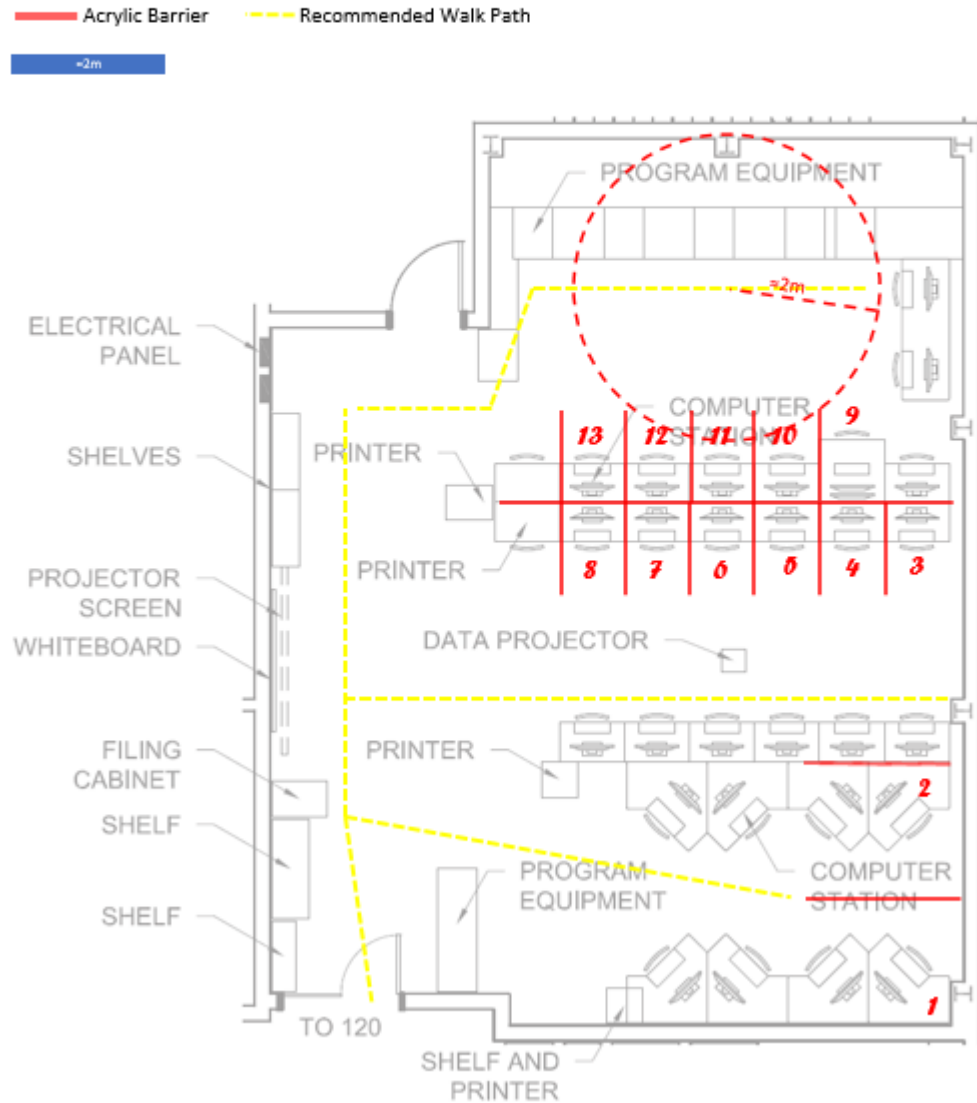 Acrylic Barrier
Recommended Walk Path
≈2m
PROGRAM EQUIPMENT
≈2m
ELECTRICAL
PANEL
COMPUTER
STATION
9
13 12 11 10
SHELVES
PRINTER
PRINTER
8 7 6 5 4 3
PROJECTOR
SCREEN
WHITEBOARD
DATA PROJECTOR
FILING
CABINET
PRINTER
2
SHELF
PROGRAM
EQUIPMENT
COMPUTER
STATION
SHELF
1
TO 120
SHELF AND
PRINTER